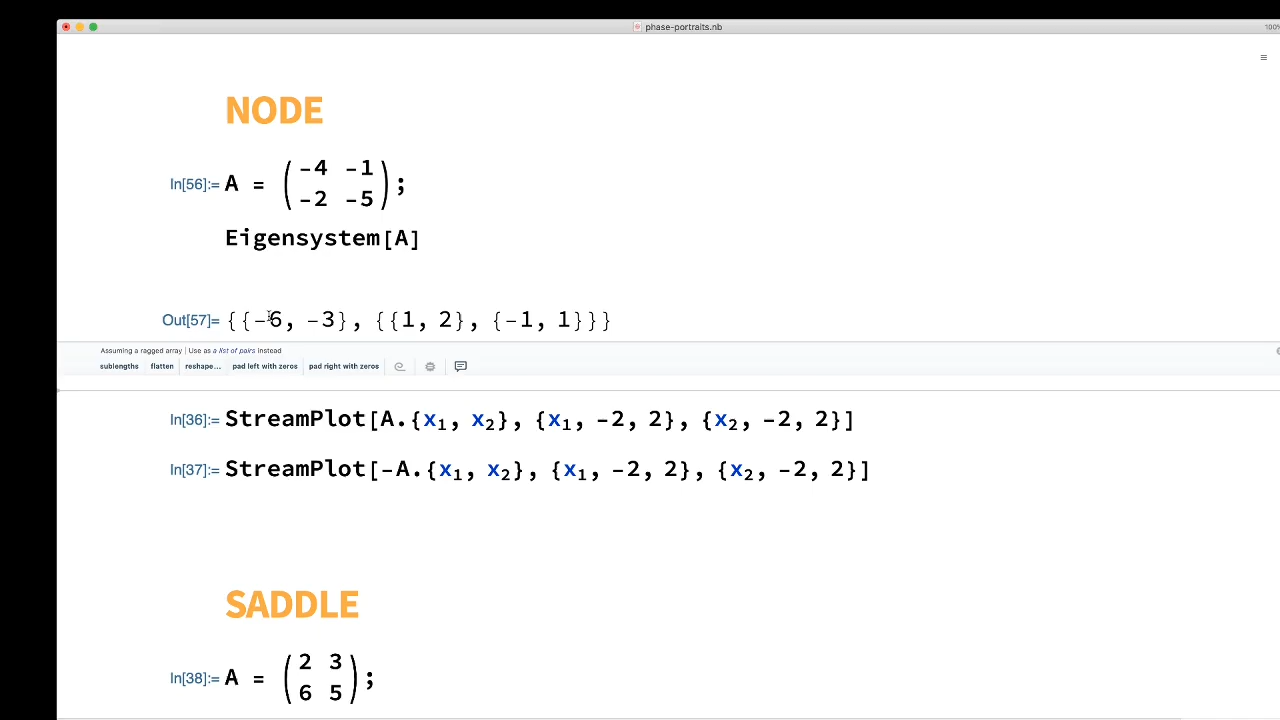 phase-portraits.nb
100%
NODE
In[56]:= A = ( -4 -1
-2 -5 ) ;
Eigensystem[A]
Out[57]= {{-6, -3}, {{1, 2}, {-1, 1}}}
Assuming a ragged array | Use as a list of pairs instead
sublengths flatten reshape... pad left with zeros pad right with zeros
In[36]:= StreamPlot[A.{x₁, x₂}, {x₁, -2, 2}, {x₂, -2, 2}]
In[37]:= StreamPlot[-A.{x₁, x₂}, {x₁, -2, 2}, {x₂, -2, 2}]
SADDLE
In[38]:= A = ( 2 3
6 5 ) ;